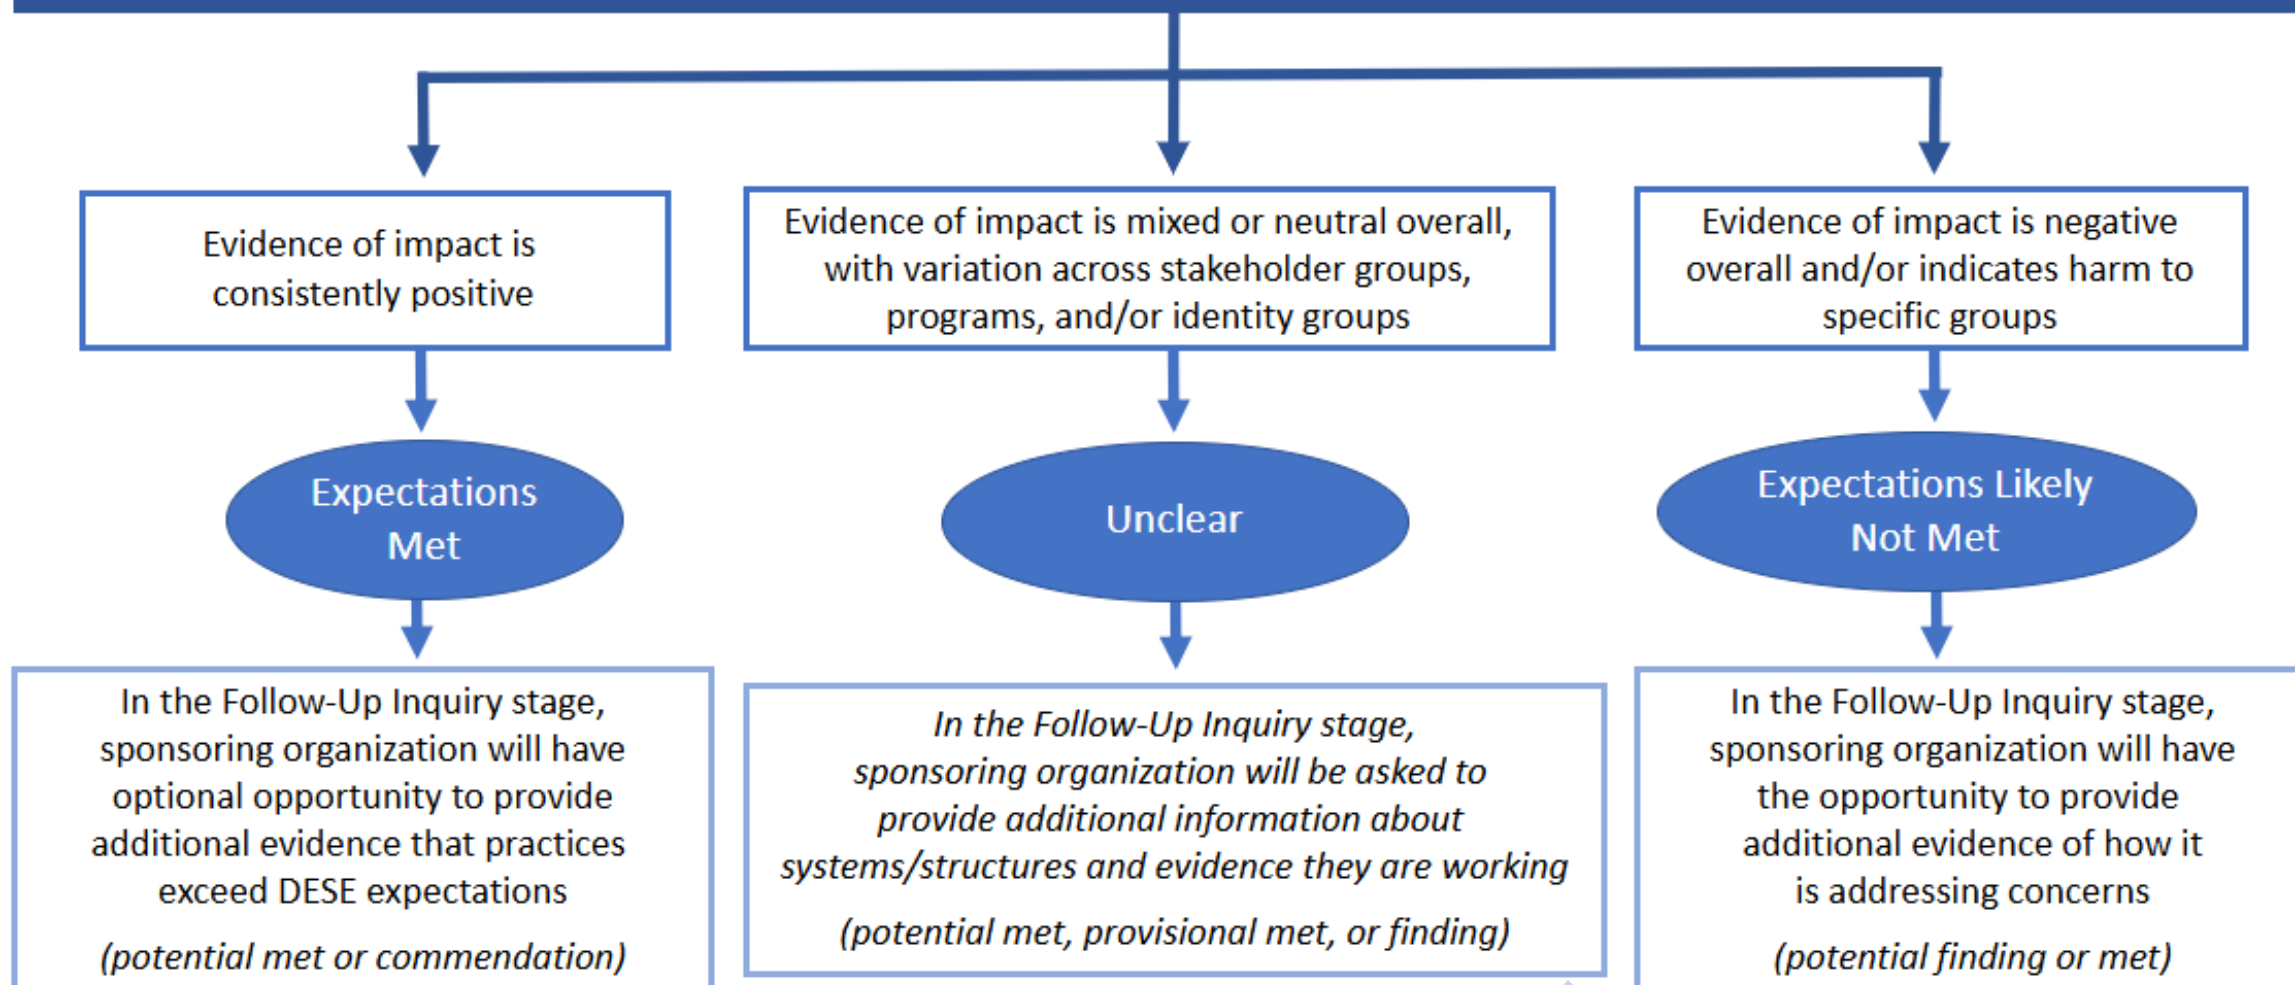 Evidence of impact is
consistently positive
Evidence of impact is mixed or neutral overall,
with variation across stakeholder groups,
programs, and/or identity groups
Evidence of impact is negative
overall and/or indicates harm to
specific groups
Expectations
Met
Unclear
Expectations Likely
Not Met
In the Follow-Up Inquiry stage,
sponsoring organization will have
optional opportunity to provide
additional evidence that practices
exceed DESE expectations
(potential met or commendation)
In the Follow-Up Inquiry stage,
sponsoring organization will be asked to
provide additional information about
systems/structures and evidence they are working
(potential met, provisional met, or finding)
In the Follow-Up Inquiry stage,
sponsoring organization will have
the opportunity to provide
additional evidence of how it
is addressing concerns
(potential finding or met)